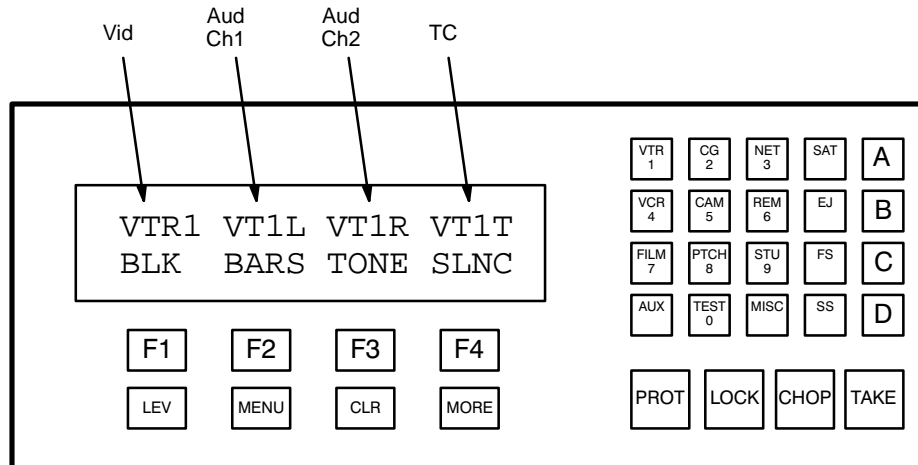 Vid
Aud
Ch1
Aud
Ch2
TC
VTR1 VT1L VT1R VT1T
BLK BARS TONE SLNC
F1 F2 F3 F4
LEV MENU CLR MORE
VTR
1
CG
2
NET
3
SAT
A
VCR
4
CAM
5
REM
6
EJ
B
FILM
7
PTCH
8
STU
9
FS
C
AUX
TEST
0
MISC
SS
D
PROT LOCK CHOP TAKE